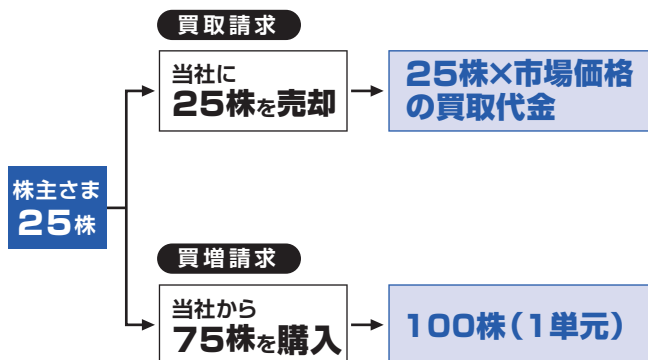 買取請求
当社に
25株を売却
25株×市場価格
の買取代金
株主さま
25株
買増請求
当社から
75株を購入
100株（1単元）